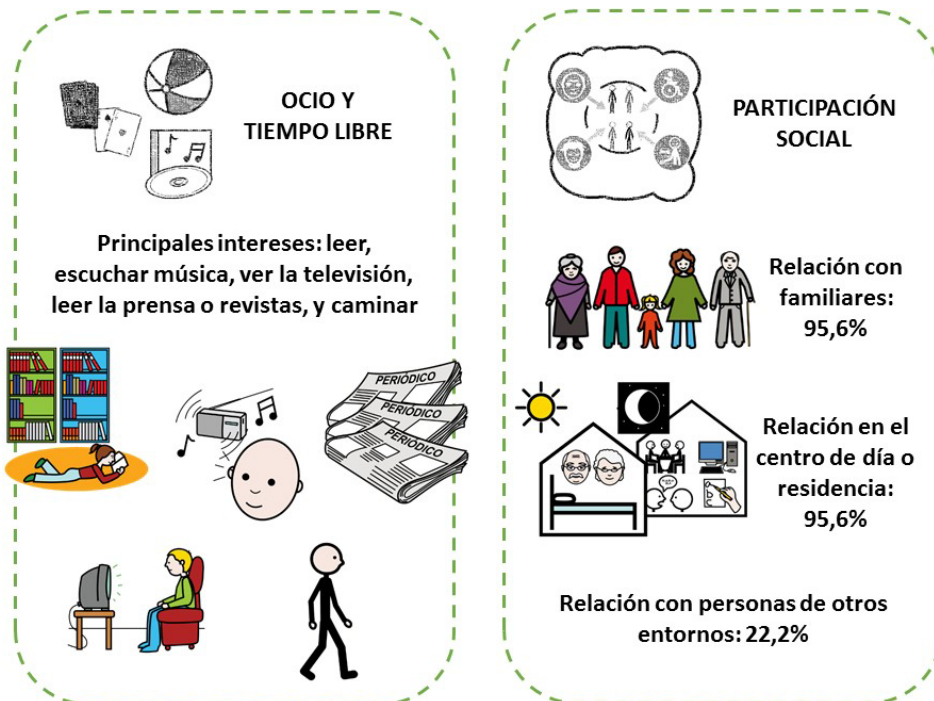 OCIO Y
TIEMPO LIBRE
Principales intereses: leer,
escuchar música, ver la televisión,
leer la prensa o revistas, y caminar
PERIÓDICO
PERIÓDICO
PERIÓDICO
PARTICIPACIÓN
SOCIAL
Relación con
familiares:
95,6%
Relación en el
centro de día o
residencia:
95,6%
Relación con personas de otros
entornos: 22,2%